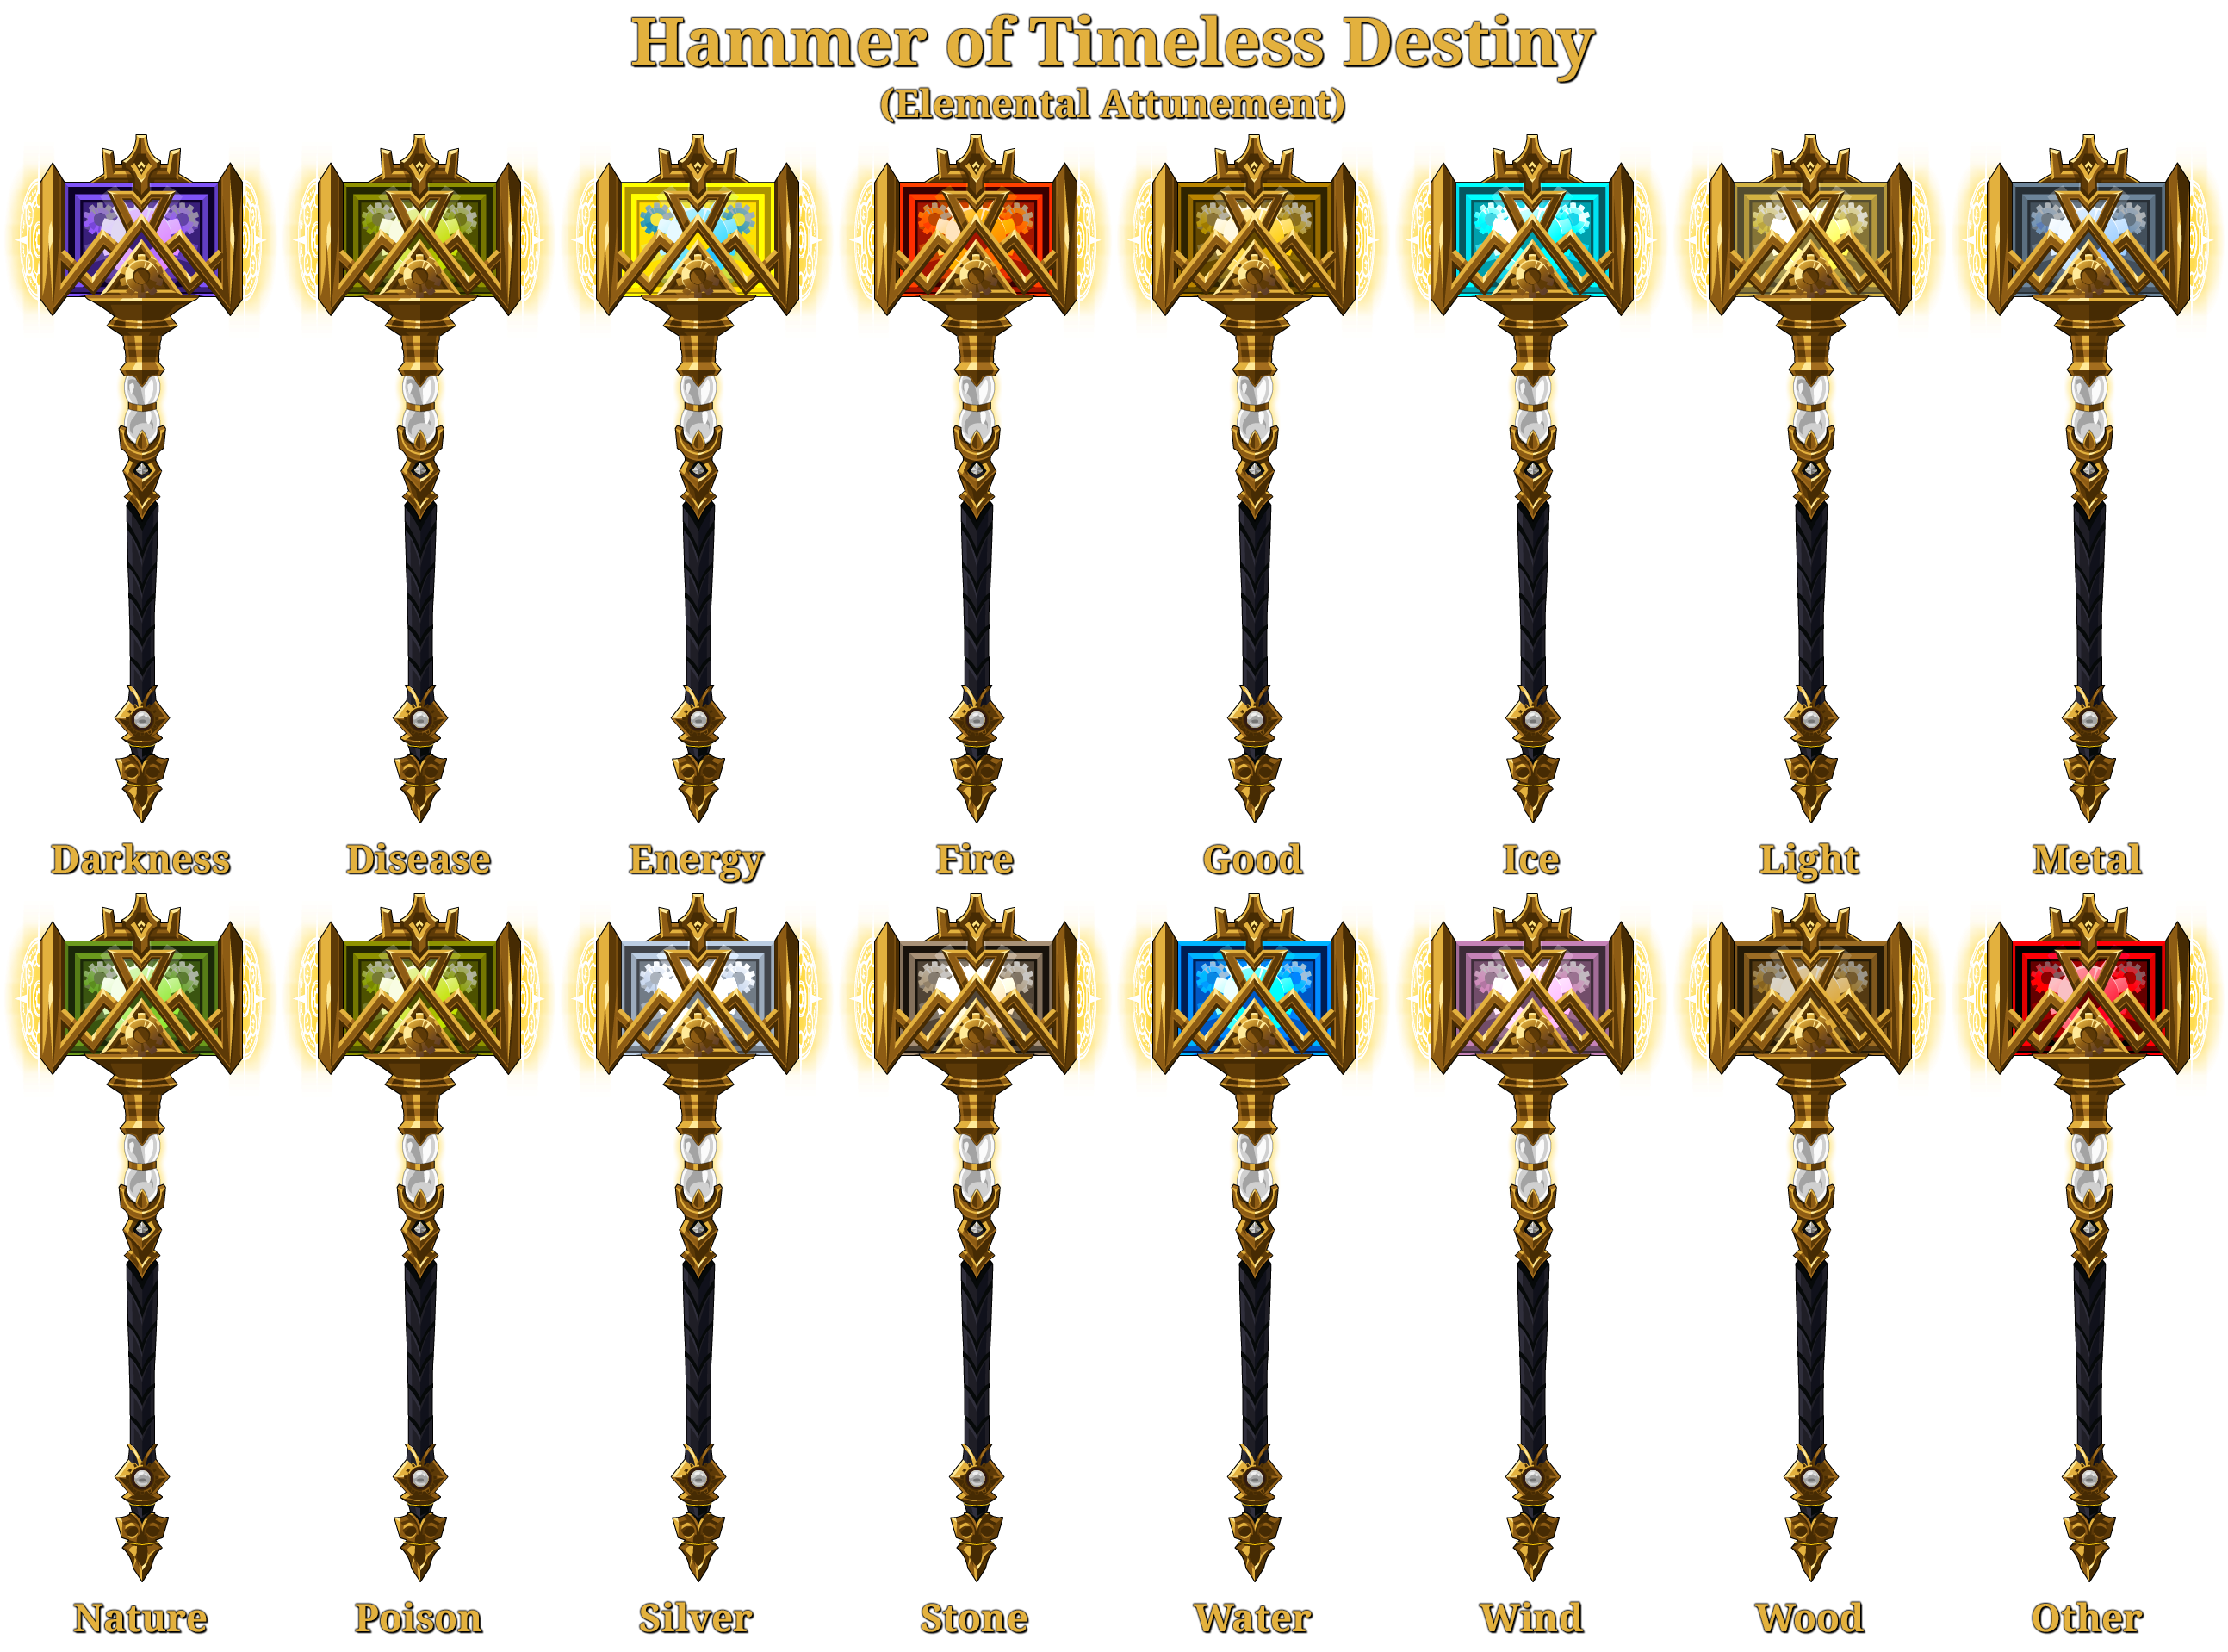 Hammer of Timeless Destiny
(Elemental Attunement)
Darkness Disease Energy Fire Good Ice Light Metal
Nature Poison Silver Stone Water Wind Wood Other